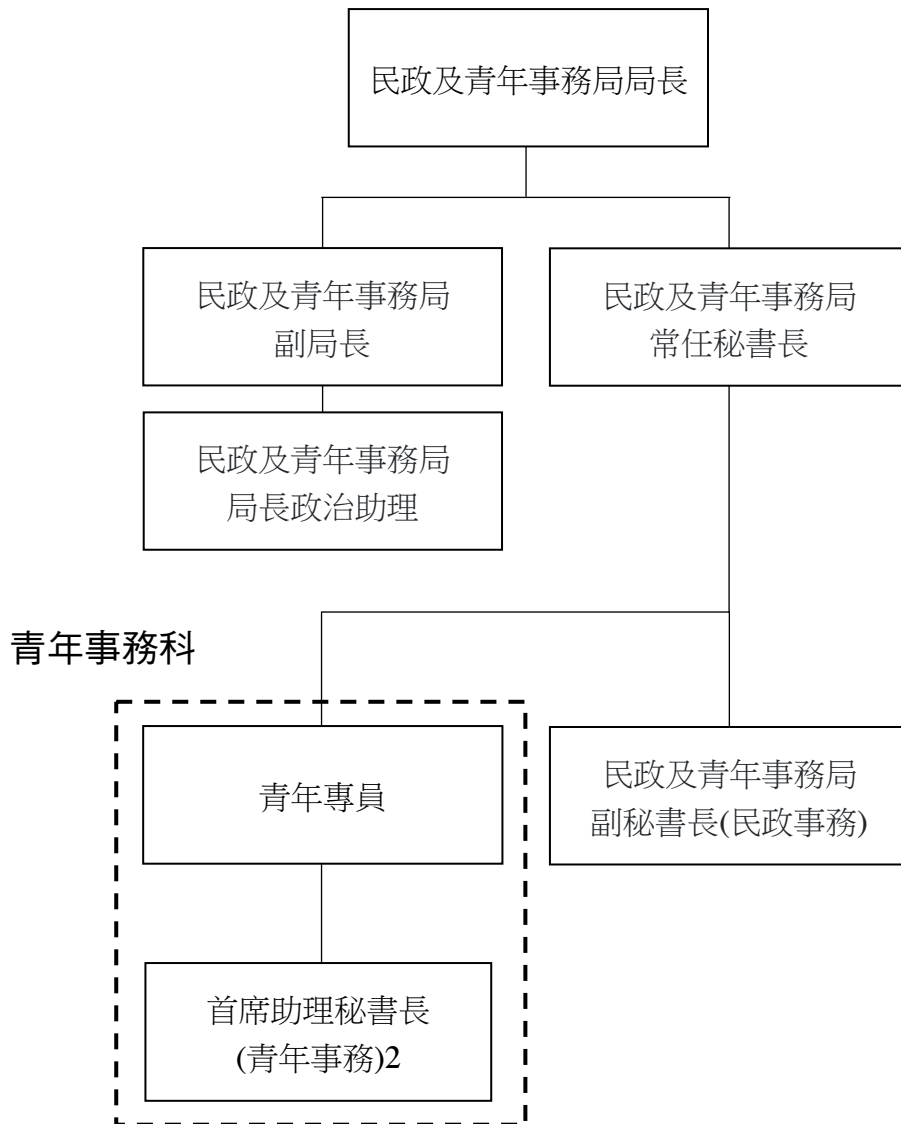 民政及青年事務局局長
民政及青年事務局
副局長
民政及青年事務局
常任秘書長
民政及青年事務局
局長政治助理
青年事務科
青年專員
民政及青年事務局
副秘書長(民政事務)
首席助理秘書長
(青年事務)2